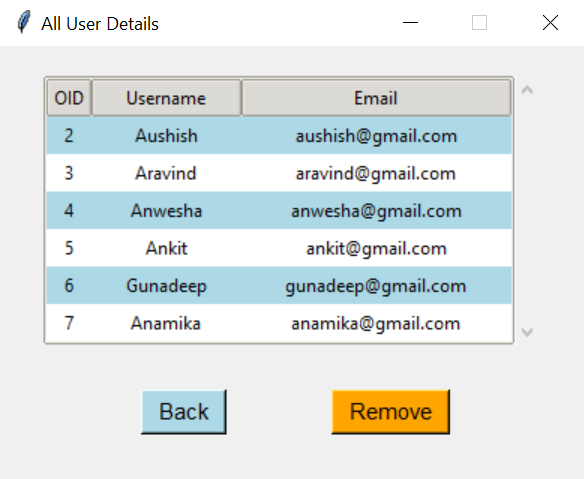 All User Details
OID Username Email
2 Aushish aushish@gmail.com
3 Aravind aravind@gmail.com
4 Anwesha anwesha@gmail.com
5 Ankit ankit@gmail.com
6 Gunadeep gunadeep@gmail.com
7 Anamika anamika@gmail.com
Back Remove